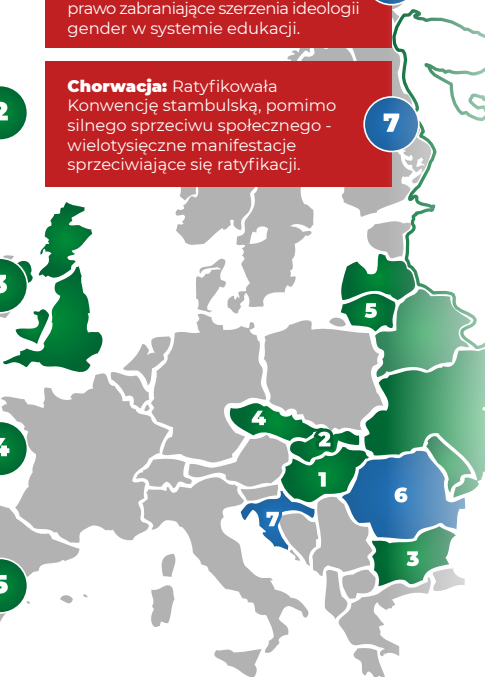 prawo zabraniające szerzenia ideologii
gender w systemie edukacji.
Chorwacja: Ratyfikowała
Konwencję stambulską, pomimo
silnego sprzeciwu społecznego -
wielotysięczne manifestacje
sprzeciwiające się ratyfikacji.
7
2
3
4
5
5
4
2
1
6
7
3